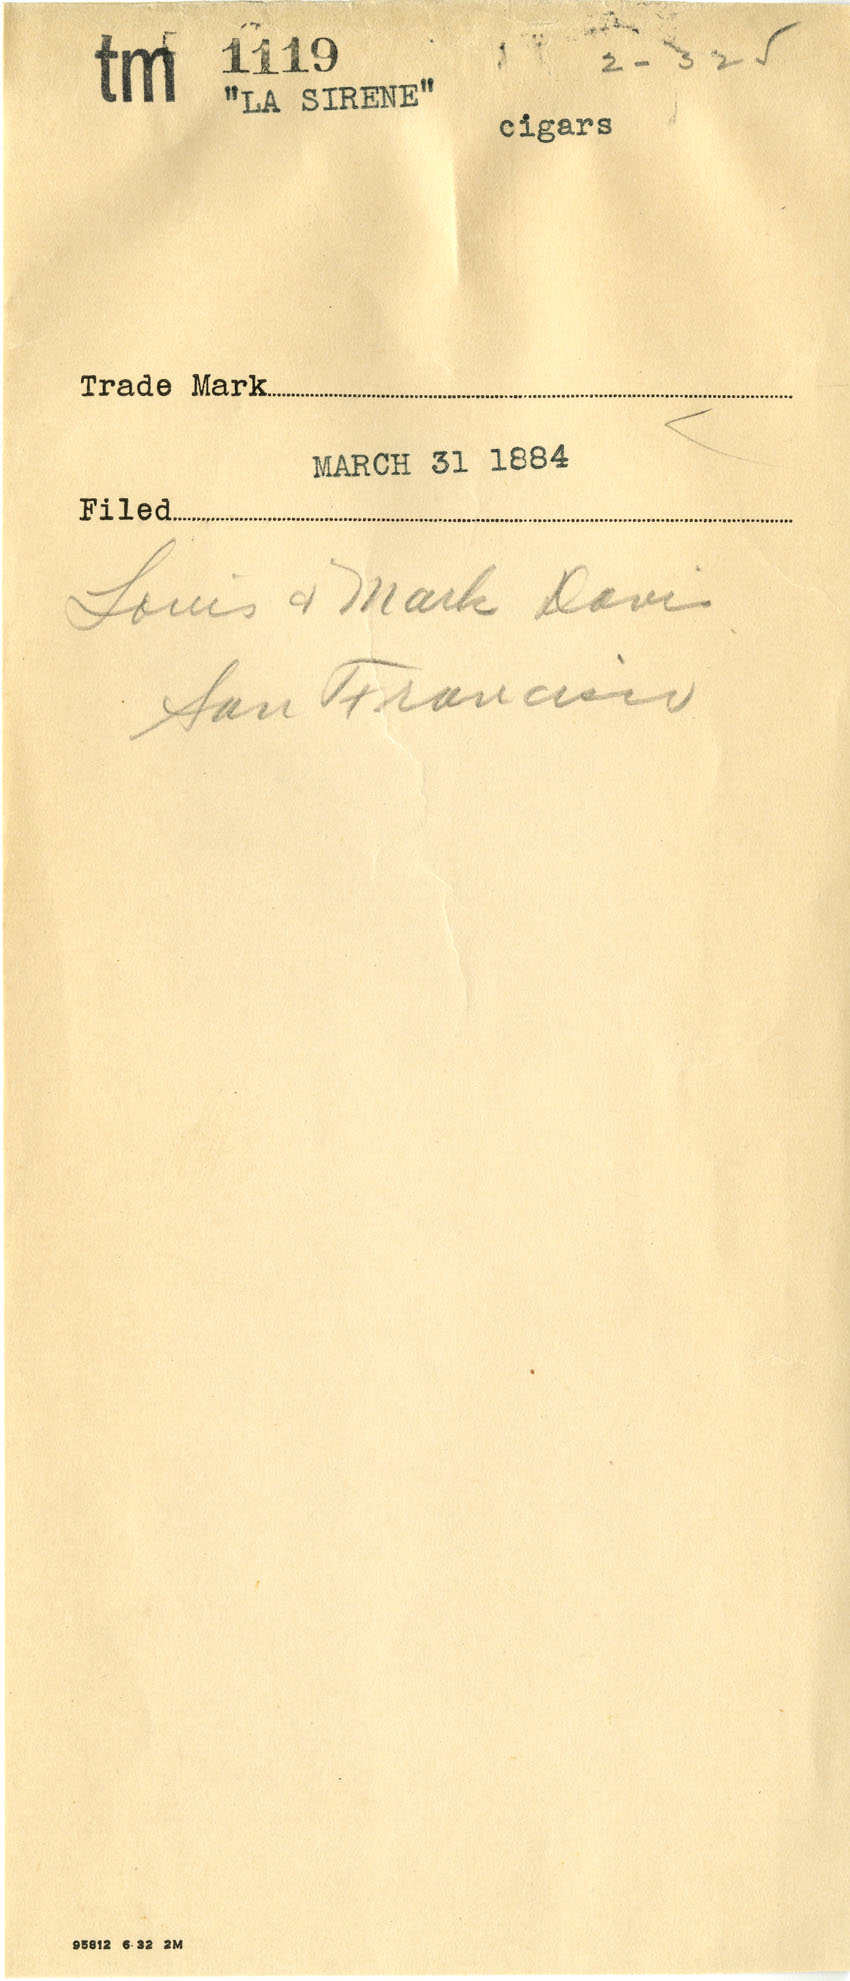 tm 1119 2-325
"LA SIRENE"
cigars
Trade Mark
MARCH 31 1884
Filed
Louis & Mark Davis
San Francisco
95812 6-32 2M